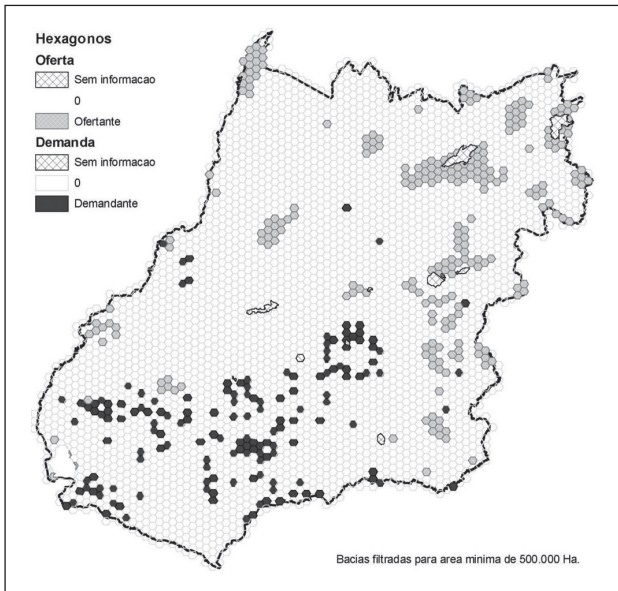 Hexagonos
Oferta
Sem informacao
0
Ofertante
Demanda
Sem informacao
0
Demandante
Bacias filtradas para area minima de 500.000 Ha.